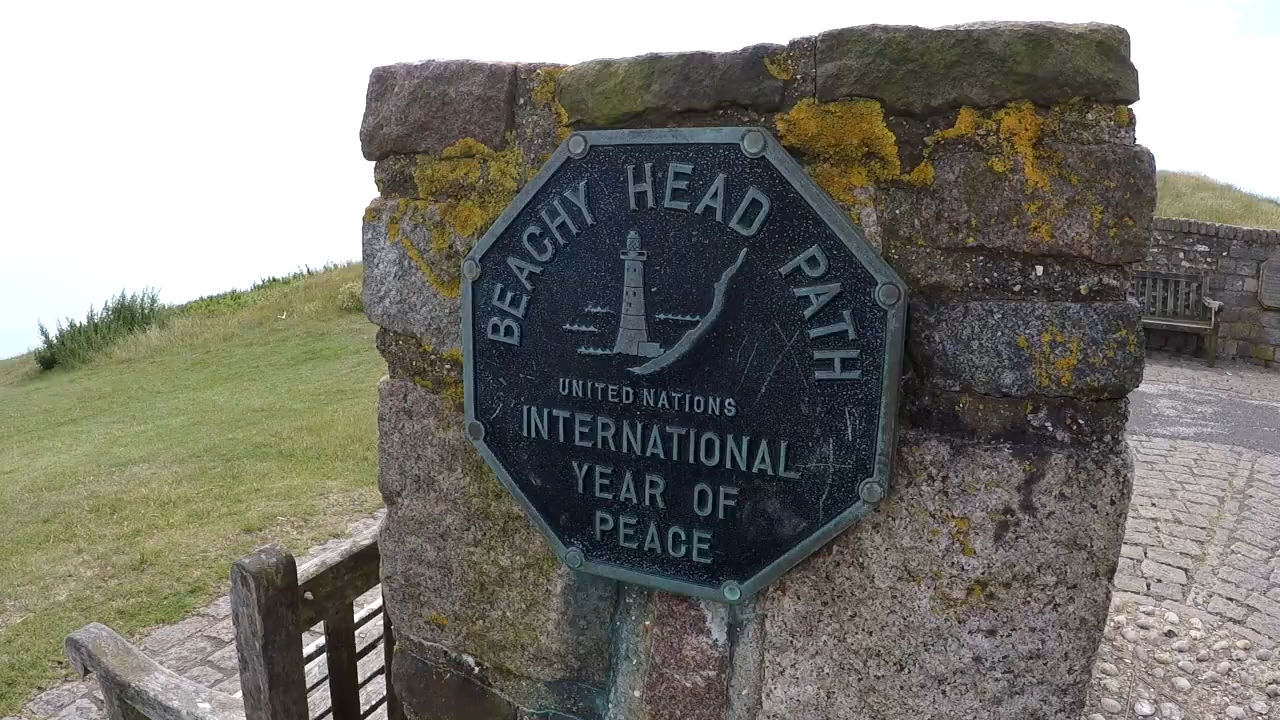 BEACHY HEAD PATH
UNITED NATIONS
INTERNATIONAL
YEAR OF
PEACE